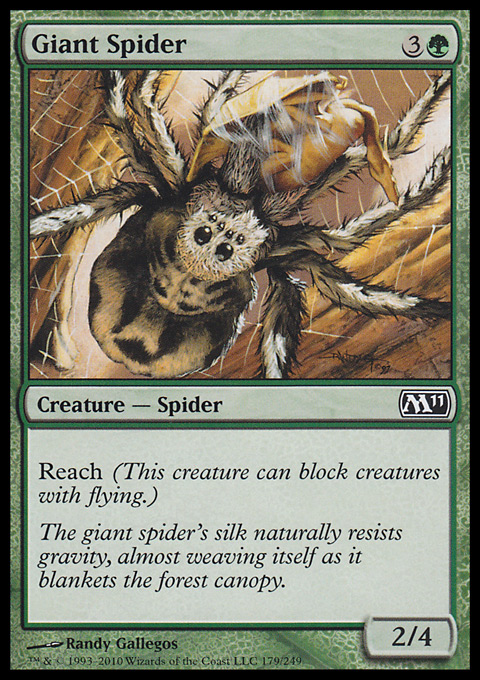 Giant Spider 3
Creature — Spider M11
Reach (This creature can block creatures
with flying.)
The giant spider's silk naturally resists
gravity, almost weaving itself as it
blankets the forest canopy.
2/4
Randy Gallegos
™ & © 1993–2010 Wizards of the Coast LLC 179/249